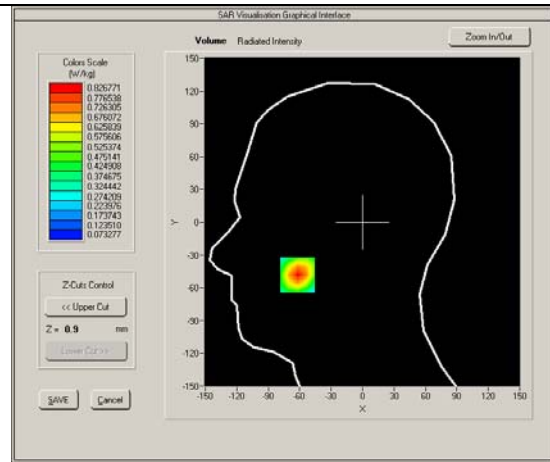 SAR Visualisation Graphical Interface
Volume Radiated Intensity
Zoom In/Out
Colors Scale
(W/kg)
0.826771
0.776538
0.726305
0.676072
0.625839
0.575606
0.525374
0.475141
0.424908
0.374675
0.324442
0.274209
0.223976
0.173743
0.123510
0.073277
Z-Cuts Control
<< Upper Cut
Z = 0.9 mm
Lower Cut >>
SAVE Cancel
150
120
90
60
30
0
-30
-60
-90
-120
-150
Y
-150 -120 -90 -60 -30 0 30 60 90 120 150
X